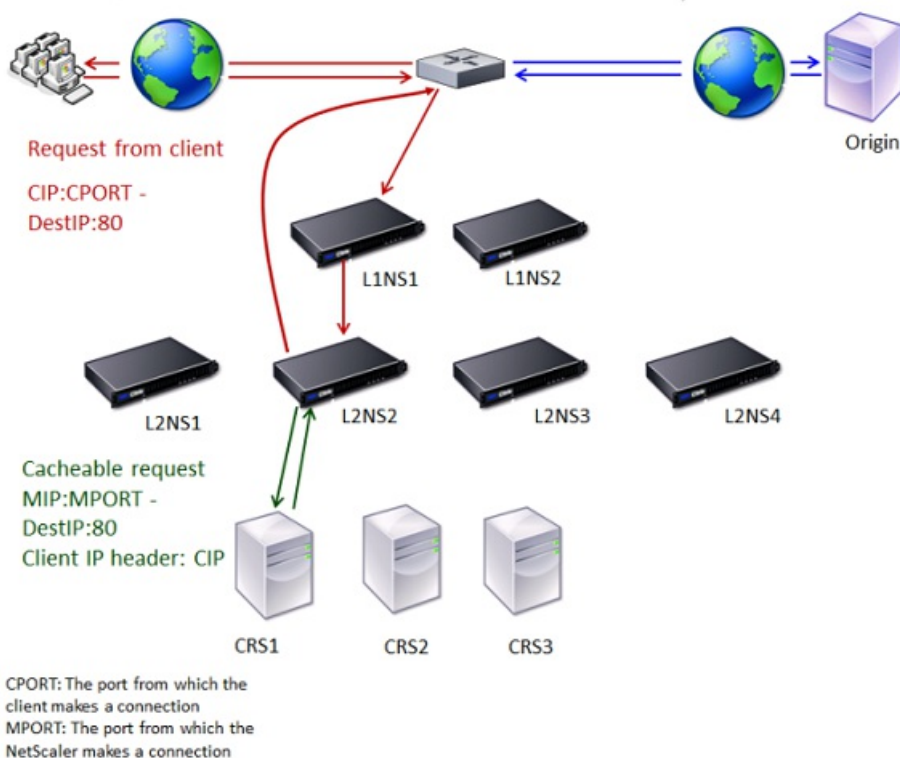 Origin
Request from client
CIP:CPORT -
DestIP:80
L1NS1
L1NS2
L2NS1
L2NS2
L2NS3
L2NS4
Cacheable request
MIP:MPORT -
DestIP:80
Client IP header: CIP
CRS1
CRS2
CRS3
CPORT: The port from which the
client makes a connection
MPORT: The port from which the
NetScaler makes a connection